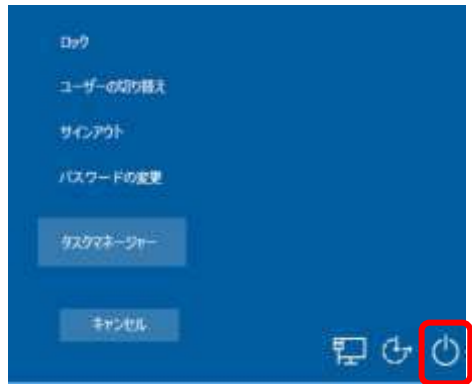 ロック
ユーザーの切り替え
サインアウト
パスワードの変更
タスクマネージャー
キャンセル